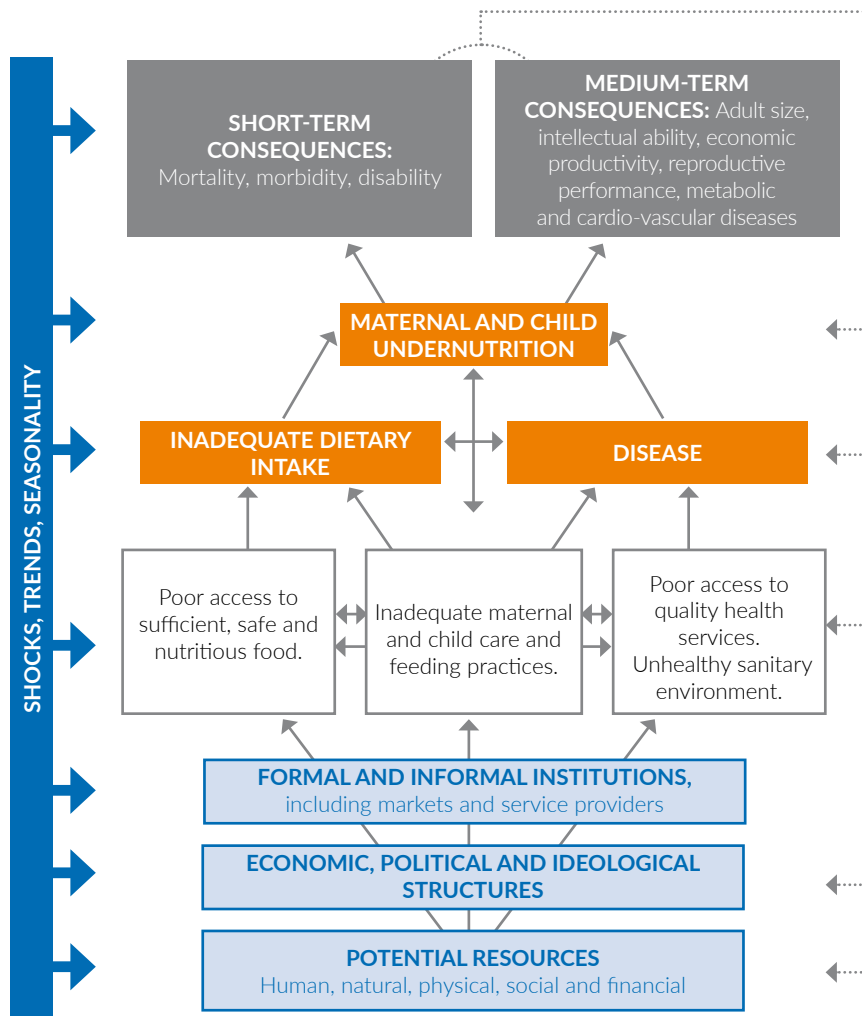 SHOCKS, TRENDS, SEASONALITY
SHORT-TERM
CONSEQUENCES:
Mortality, morbidity, disability
MEDIUM-TERM
CONSEQUENCES: Adult size,
intellectual ability, economic
productivity, reproductive
performance, metabolic
and cardio-vascular diseases
MATERNAL AND CHILD
UNDERNUTRITION
INADEQUATE DIETARY
INTAKE
DISEASE
Poor access to
sufficient, safe and
nutritious food.
Inadequate maternal
and child care and
feeding practices.
Poor access to
quality health
services.
Unhealthy sanitary
environment.
FORMAL AND INFORMAL INSTITUTIONS,
including markets and service providers
ECONOMIC, POLITICAL AND IDEOLOGICAL
STRUCTURES
POTENTIAL RESOURCES
Human, natural, physical, social and financial